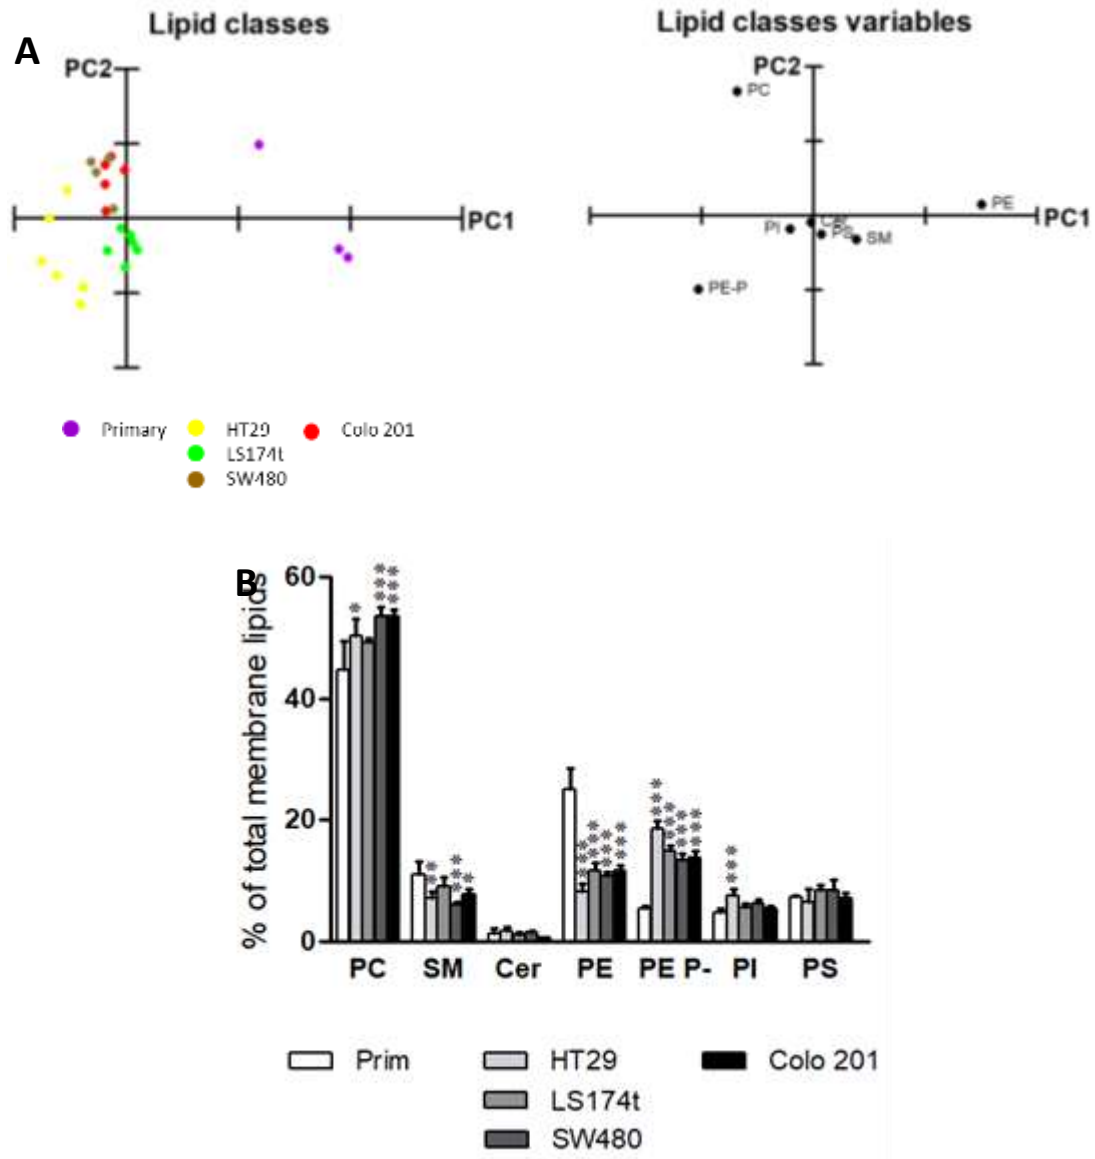 A
Lipid classes
Lipid classes variables
PC2
PC2
PC
PE
PC1
PC1
PI
Cer
PS
SM
PE-P
Primary
HT29
Colo 201
LS174t
SW480
B
% of total membrane lipids
60
40
20
0
*
***
***
**
***
*
***
***
***
***
***
***
***
***
***
PC
SM
Cer
PE
PE P-
PI
PS
Prim
HT29
Colo 201
LS174t
SW480